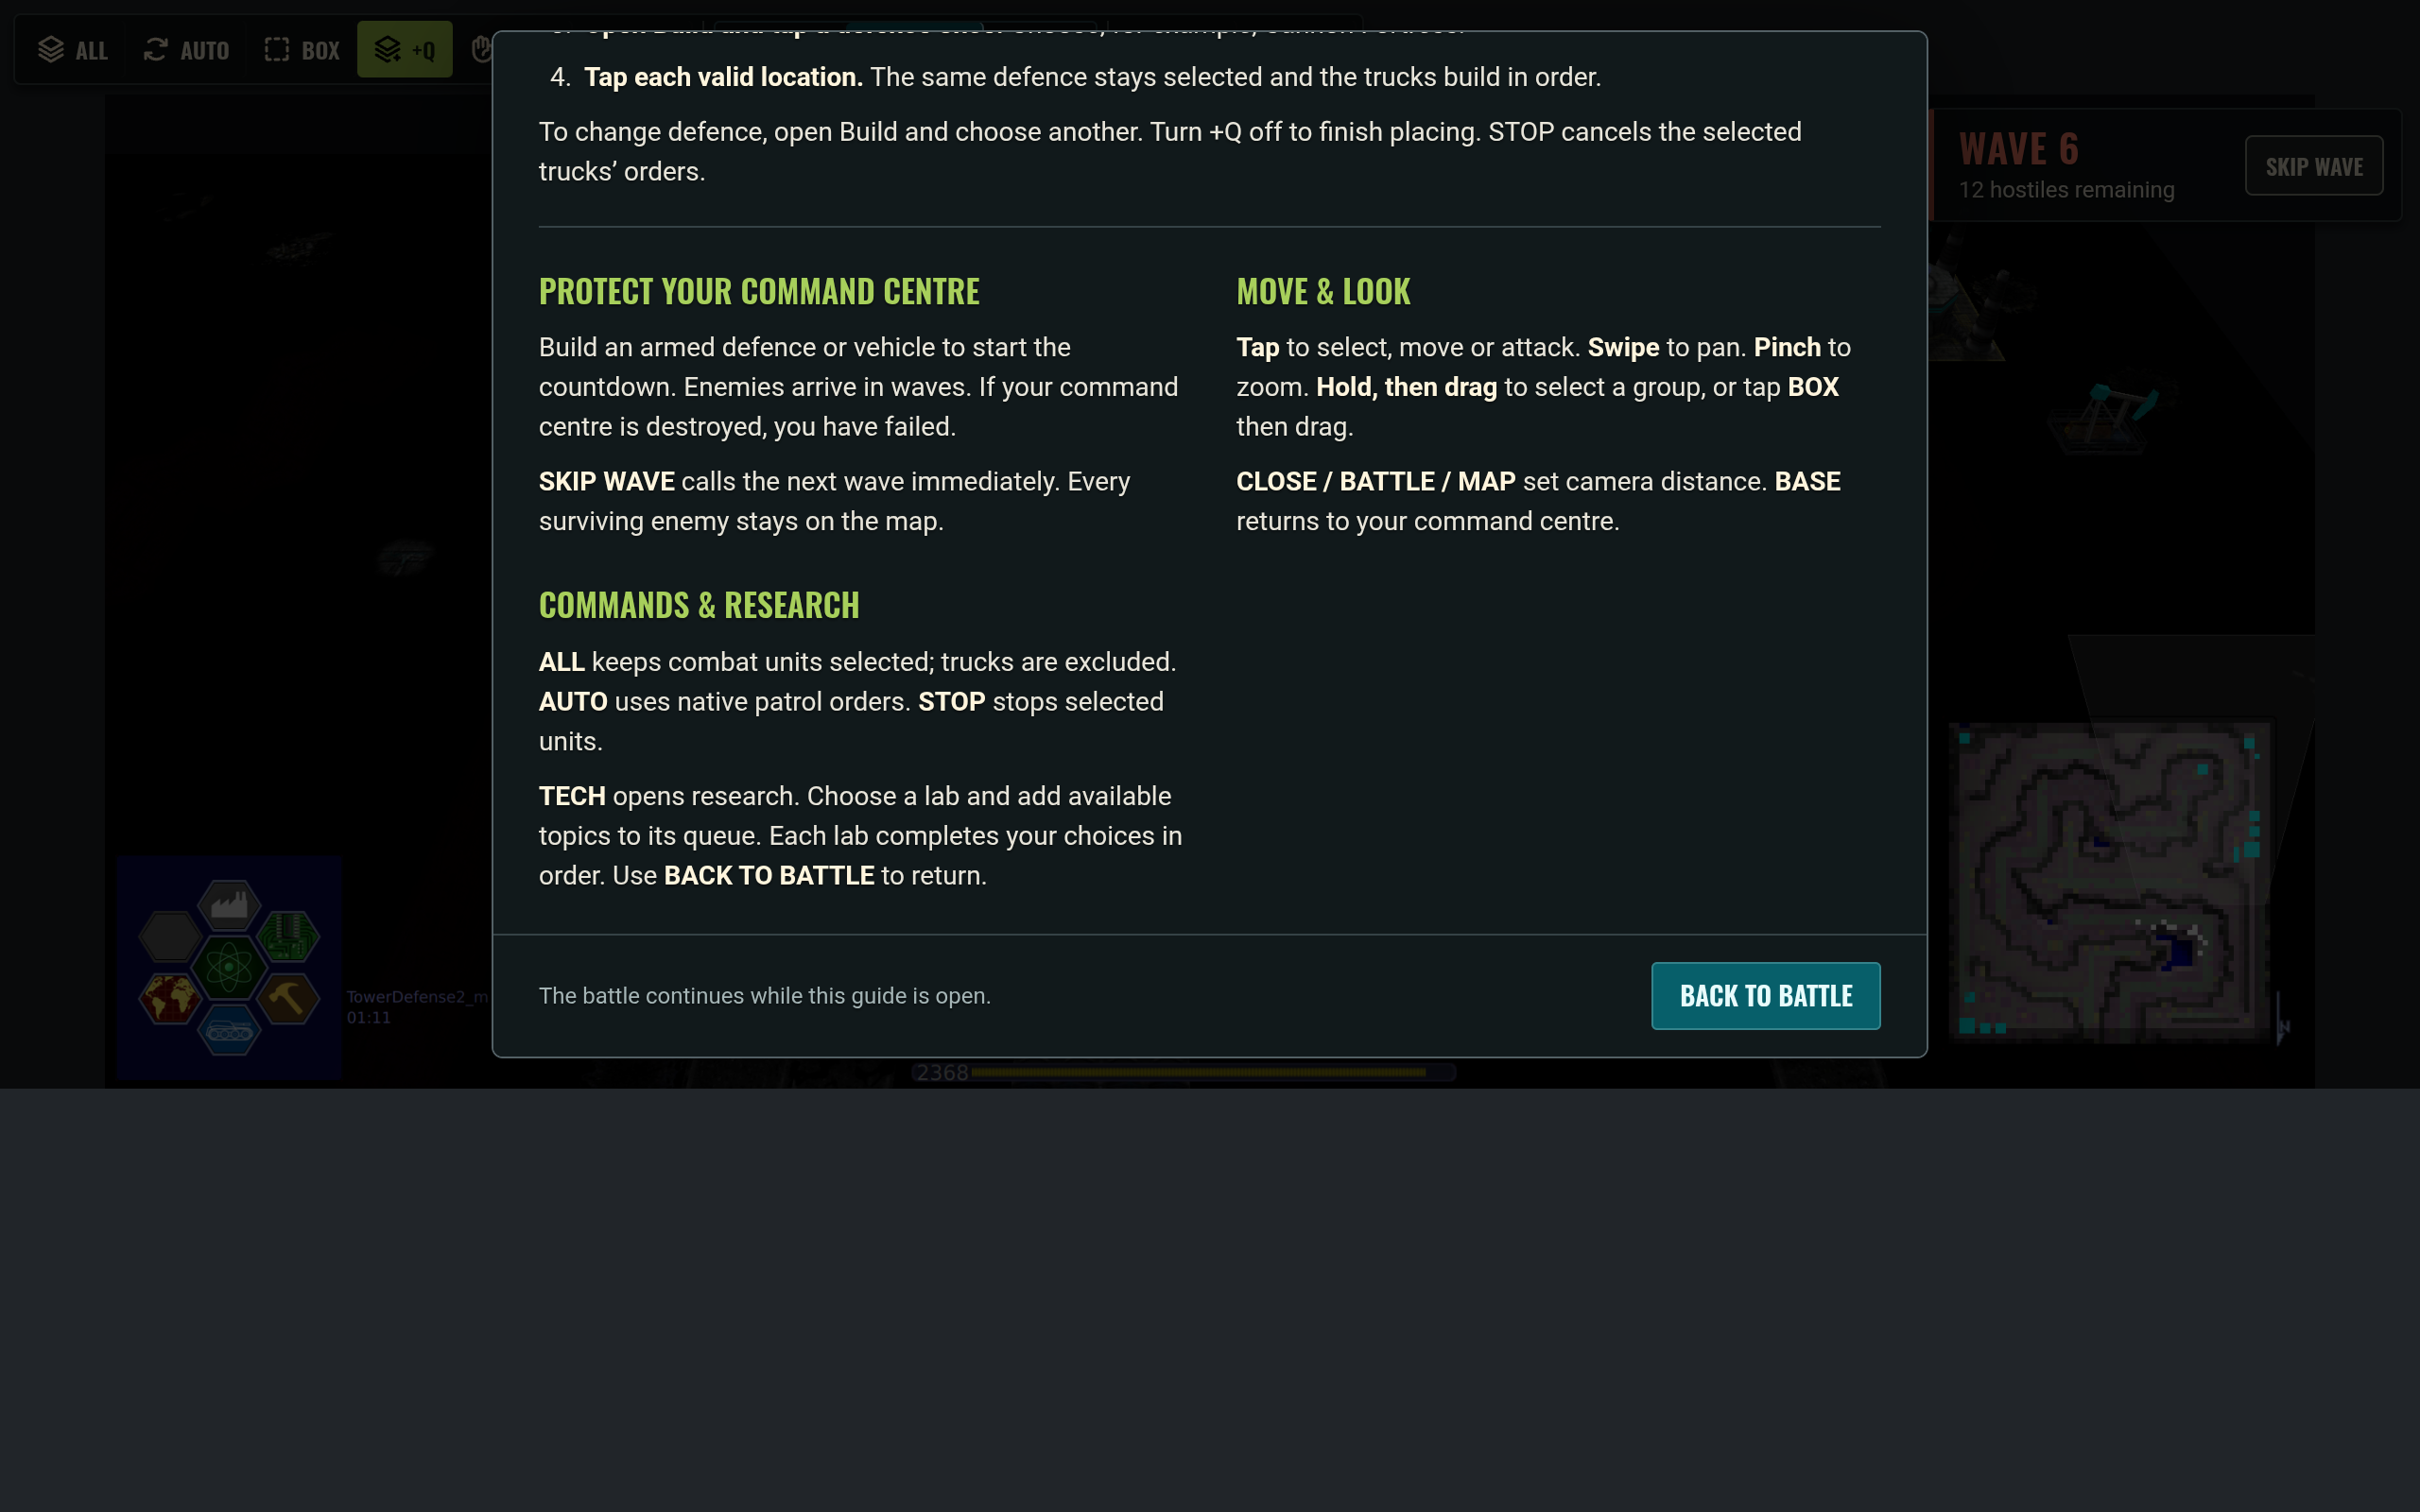 ALL
AUTO
BOX
+Q
4. Tap each valid location. The same defence stays selected and the trucks build in order.
To change defence, open Build and choose another. Turn +Q off to finish placing. STOP cancels the selected
trucks’ orders.
WAVE 6
12 hostiles remaining
SKIP WAVE
PROTECT YOUR COMMAND CENTRE
Build an armed defence or vehicle to start the
countdown. Enemies arrive in waves. If your command
centre is destroyed, you have failed.
SKIP WAVE calls the next wave immediately. Every
surviving enemy stays on the map.
MOVE & LOOK
Tap to select, move or attack. Swipe to pan. Pinch to
zoom. Hold, then drag to select a group, or tap BOX
then drag.
CLOSE / BATTLE / MAP set camera distance. BASE
returns to your command centre.
COMMANDS & RESEARCH
ALL keeps combat units selected; trucks are excluded.
AUTO uses native patrol orders. STOP stops selected
units.
TECH opens research. Choose a lab and add available
topics to its queue. Each lab completes your choices in
order. Use BACK TO BATTLE to return.
The battle continues while this guide is open.
BACK TO BATTLE
TowerDefense2_m
01:11
2368
N